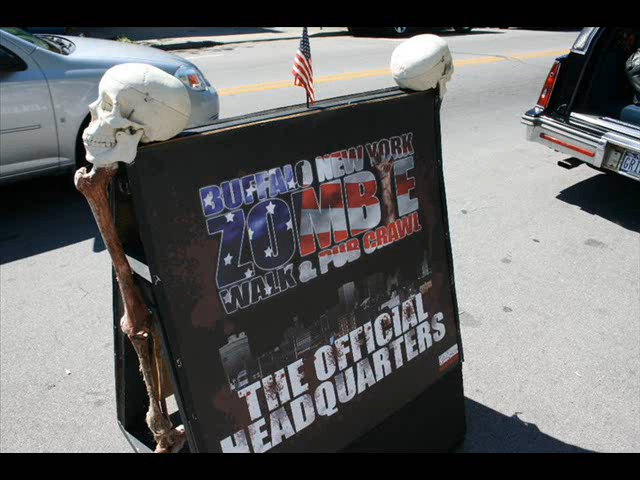 BUFFALO NEW YORK
ZOMBIE
WALK & PUB CRAWL
THE OFFICIAL
HEADQUARTERS